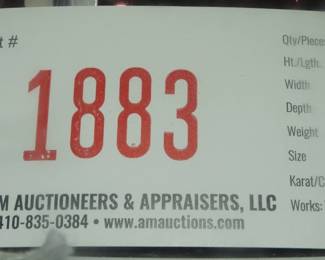 t #
1883
M AUCTIONEERS & APPRAISERS, LLC
410-835-0384 • www.amauctions.com
Qty/Pieces
Ht./Lgth.
Width
Depth
Weight
Size
Karat/C
Works: